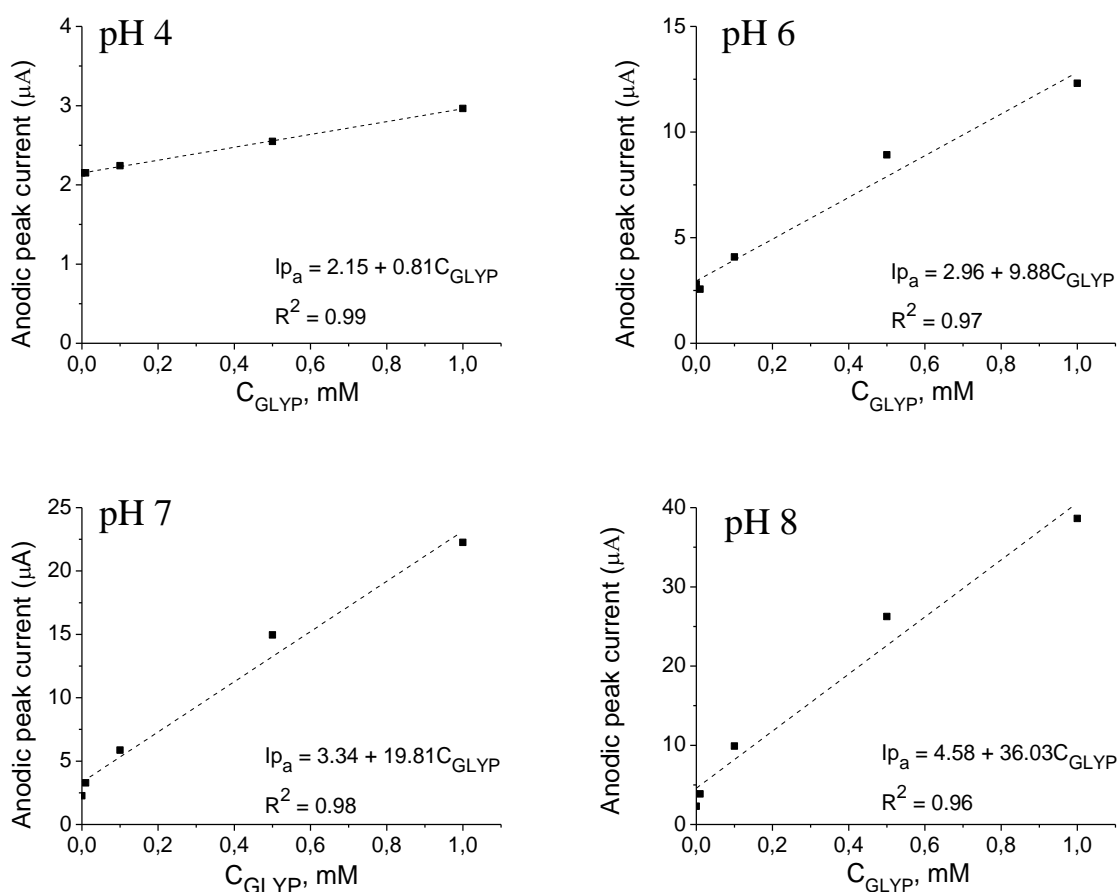 pH 4
Anodic peak current (μA)
4
3
2
1
0
Ip_a = 2.15 + 0.81C_GLYP
R² = 0.99
0,0 0,2 0,4 0,6 0,8 1,0
C_GLYP, mM
pH 6
Anodic peak current (μA)
15
10
5
0
Ip_a = 2.96 + 9.88C_GLYP
R² = 0.97
0,0 0,2 0,4 0,6 0,8 1,0
C_GLYP, mM
pH 7
Anodic peak current (μA)
25
20
15
10
5
0
Ip_a = 3.34 + 19.81C_GLYP
R² = 0.98
0,0 0,2 0,4 0,6 0,8 1,0
C_GLYP, mM
pH 8
Anodic peak current (μA)
40
30
20
10
0
Ip_a = 4.58 + 36.03C_GLYP
R² = 0.96
0,0 0,2 0,4 0,6 0,8 1,0
C_GLYP, mM